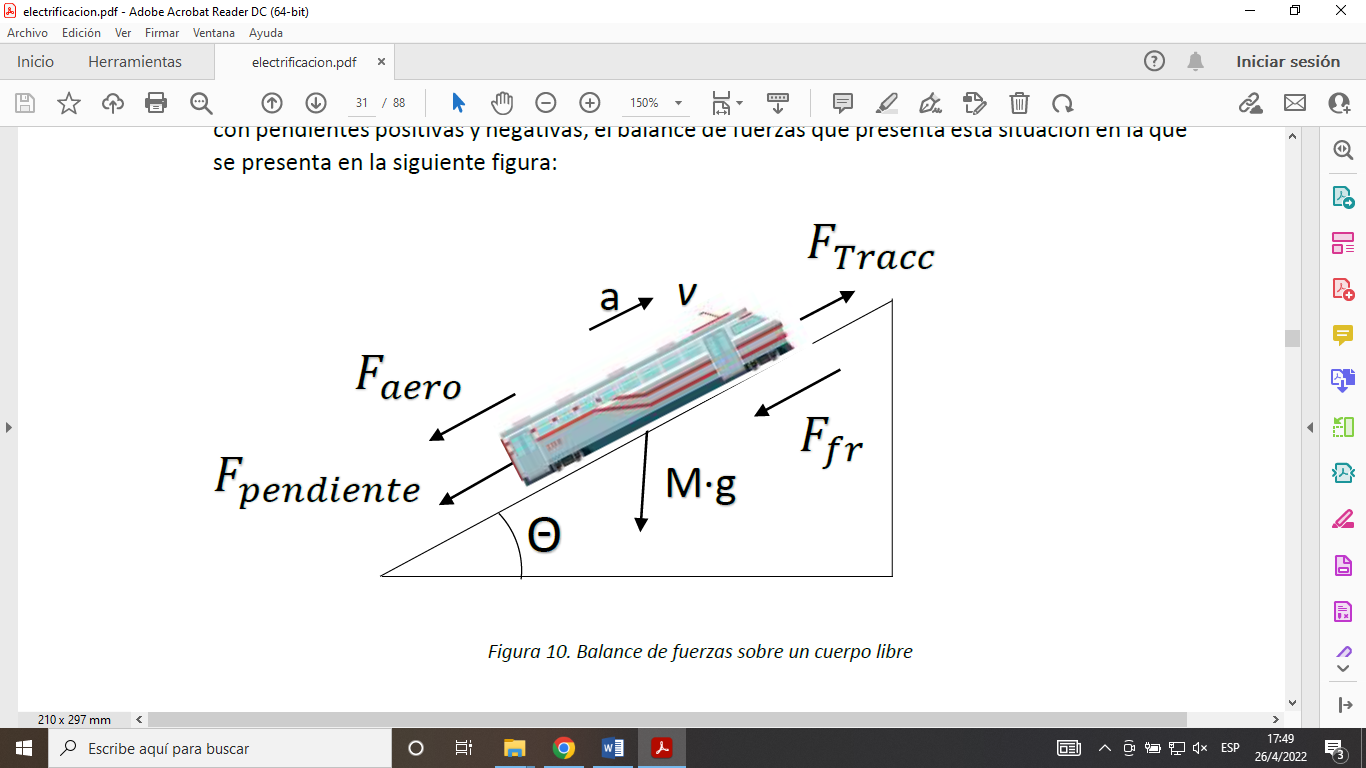 electrificacion.pdf - Adobe Acrobat Reader DC (64-bit)
Archivo Edición Ver Firmar Ventana Ayuda
Inicio Herramientas electrificacion.pdf × Iniciar sesión
31 / 88 150%
con pendientes positivas y negativas, el balance de fuerzas que presenta esta situación en la que
se presenta en la siguiente figura:
F_Tracc
a v
F_aero
F_fr
F_pendiente
M·g
Θ
Figura 10. Balance de fuerzas sobre un cuerpo libre
210 x 297 mm
Escribe aquí para buscar
ESP
17:49
26/4/2022
3